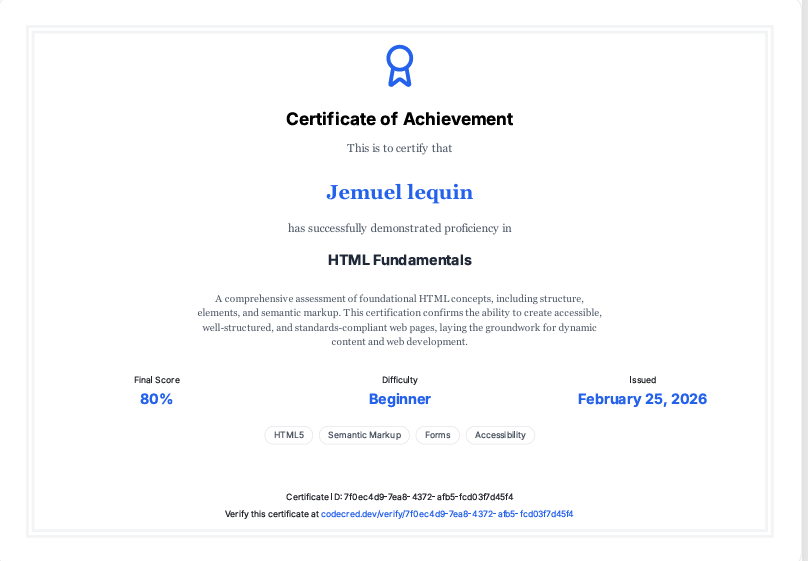 Certificate of Achievement
This is to certify that
Jemuel lequin
has successfully demonstrated proficiency in
HTML Fundamentals
A comprehensive assessment of foundational HTML concepts, including structure,
elements, and semantic markup. This certification confirms the ability to create accessible,
well-structured, and standards-compliant web pages, laying the groundwork for dynamic
content and web development.
Final Score Difficulty Issued
80% Beginner February 25, 2026
HTML5 Semantic Markup Forms Accessibility
Certificate ID: 7f0ec4d9-7ea8-4372-afb5-fcd03f7d45f4
Verify this certificate at codecred.dev/verify/7f0ec4d9-7ea8-4372-afb5-fcd03f7d45f4